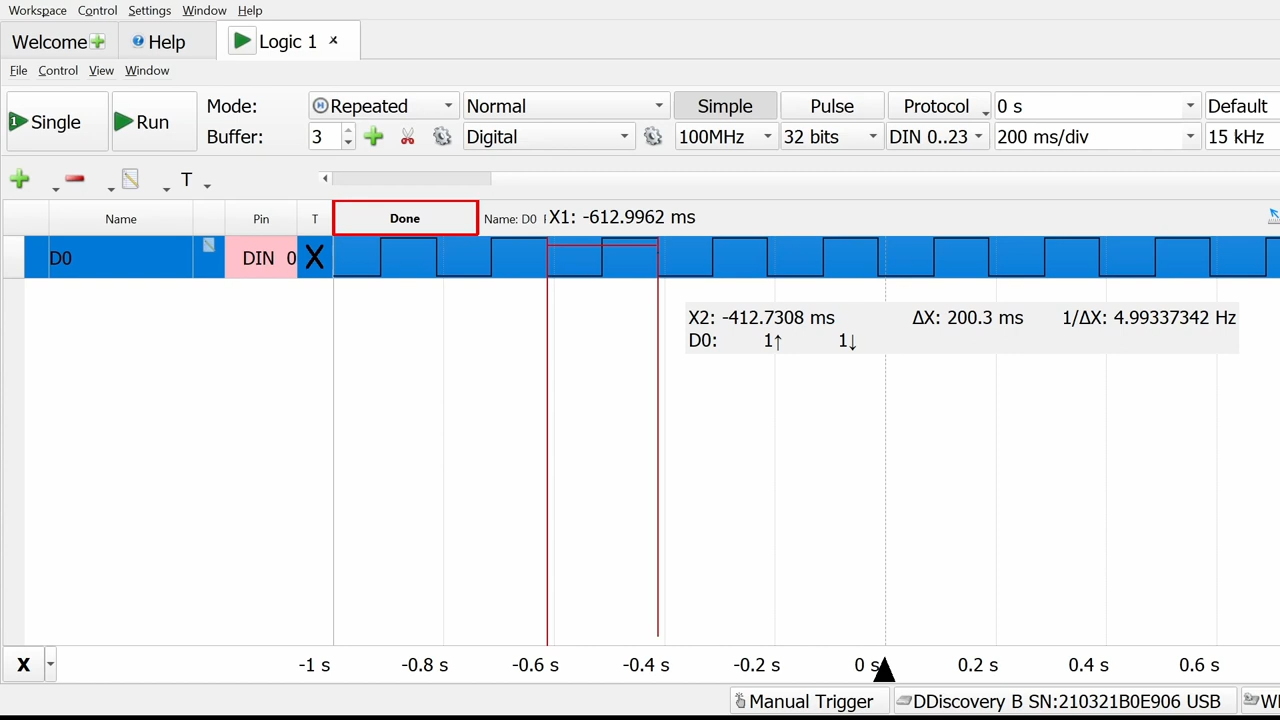 Workspace Control Settings Window Help
Welcome Help Logic 1
File Control View Window
Single Run Mode: Repeated Normal Simple Pulse Protocol 0 s Default
Buffer: 3 Digital 100MHz 32 bits DIN 0..23 200 ms/div 15 kHz
T
Name Pin T Done Name: D0 X1: -612.9962 ms
D0 DIN 0 X
X2: -412.7308 ms ΔX: 200.3 ms 1/ΔX: 4.99337342 Hz
D0: 1↑ 1↓
X -1 s -0.8 s -0.6 s -0.4 s -0.2 s 0 s 0.2 s 0.4 s 0.6 s
Manual Trigger DDiscovery B SN:210321B0E906 USB